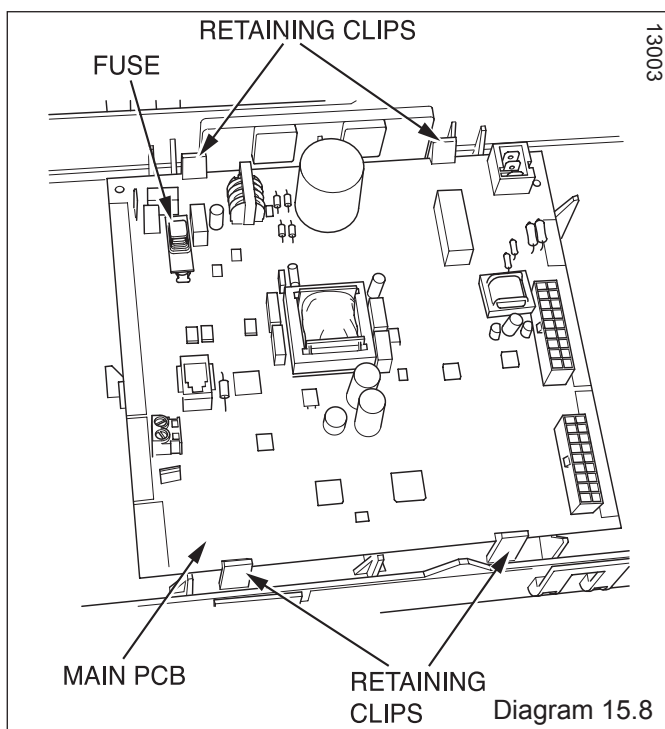 RETAINING CLIPS
13003
FUSE
MAIN PCB
RETAINING
CLIPS
Diagram 15.8